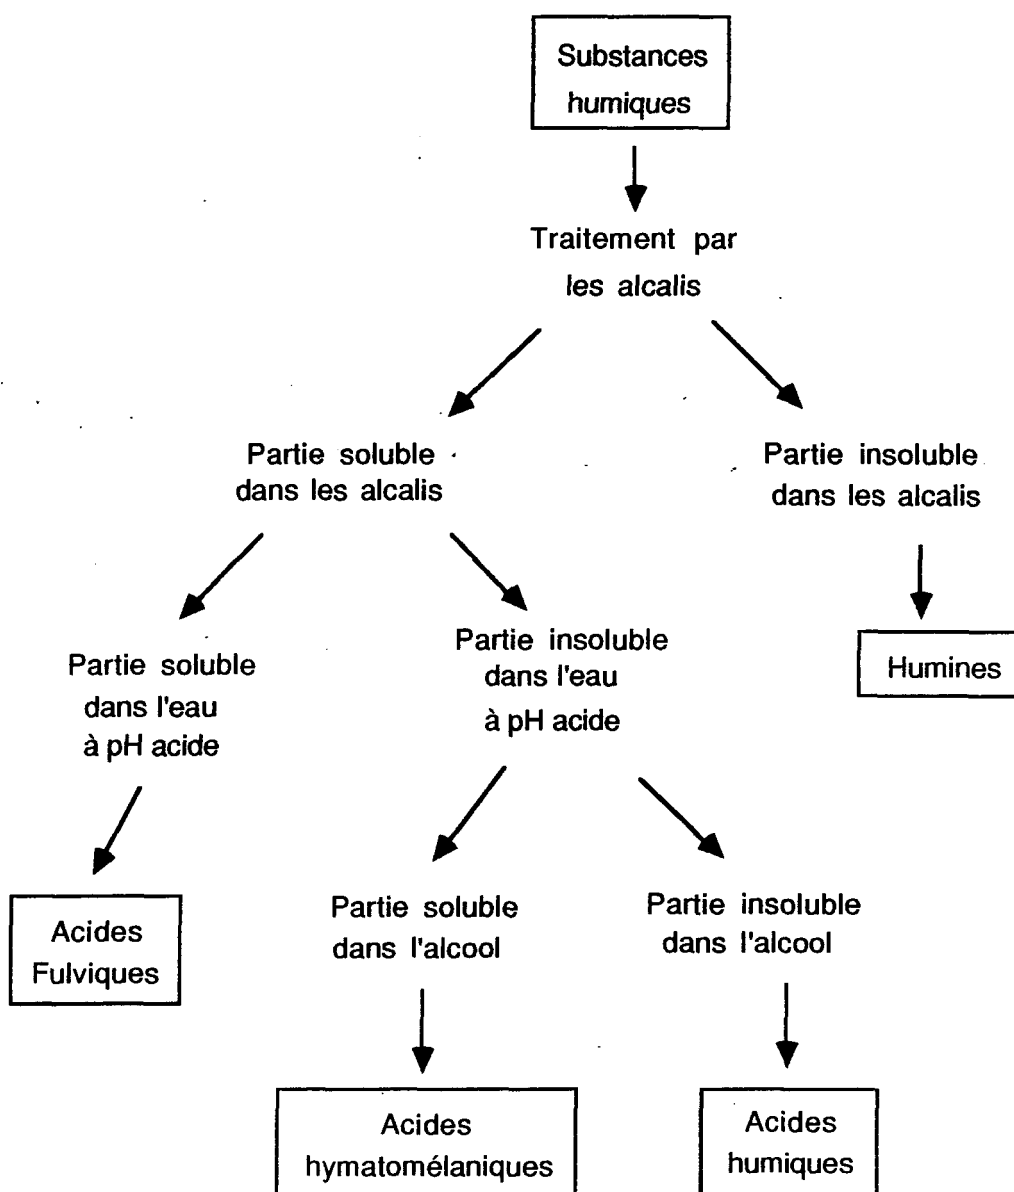 Substances
humiques
Traitement par
les alcalis
Partie soluble
dans les alcalis
Partie insoluble
dans les alcalis
Partie soluble
dans l'eau
à pH acide
Partie insoluble
dans l'eau
à pH acide
Humines
Acides
Fulviques
Partie soluble
dans l'alcool
Partie insoluble
dans l'alcool
Acides
hymatomélaniques
Acides
humiques